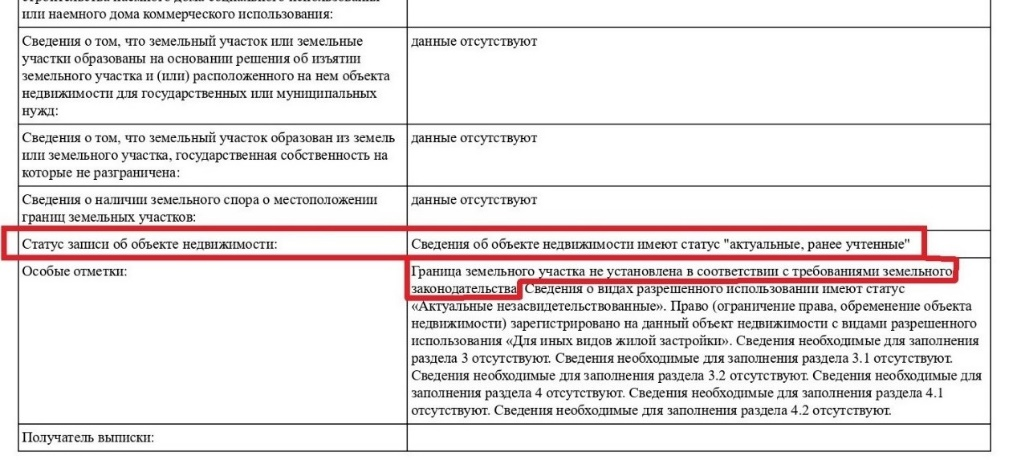 или наемного дома коммерческого использования:
Сведения о том, что земельный участок или земельные
участки образованы на основании решения об изъятии
земельного участка и (или) расположенного на нем объекта
недвижимости для государственных или муниципальных
нужд:
данные отсутствуют
Сведения о том, что земельный участок образован из земель
или земельного участка, государственная собственность на
которые не разграничена:
данные отсутствуют
Сведения о наличии земельного спора о местоположении
границ земельных участков:
данные отсутствуют
Статус записи об объекте недвижимости:
Сведения об объекте недвижимости имеют статус "актуальные, ранее учтенные"
Особые отметки:
Граница земельного участка не установлена в соответствии с требованиями земельного
законодательства. Сведения о видах разрешенного использовании имеют статус
«Актуальные незасвидетельствованные». Право (ограничение права, обременение объекта
недвижимости) зарегистрировано на данный объект недвижимости с видами разрешенного
использования «Для иных видов жилой застройки». Сведения необходимые для заполнения
раздела 3 отсутствуют. Сведения необходимые для заполнения раздела 3.1 отсутствуют.
Сведения необходимые для заполнения раздела 3.2 отсутствуют. Сведения необходимые для
заполнения раздела 4 отсутствуют. Сведения необходимые для заполнения раздела 4.1
отсутствуют. Сведения необходимые для заполнения раздела 4.2 отсутствуют.
Получатель выписки: